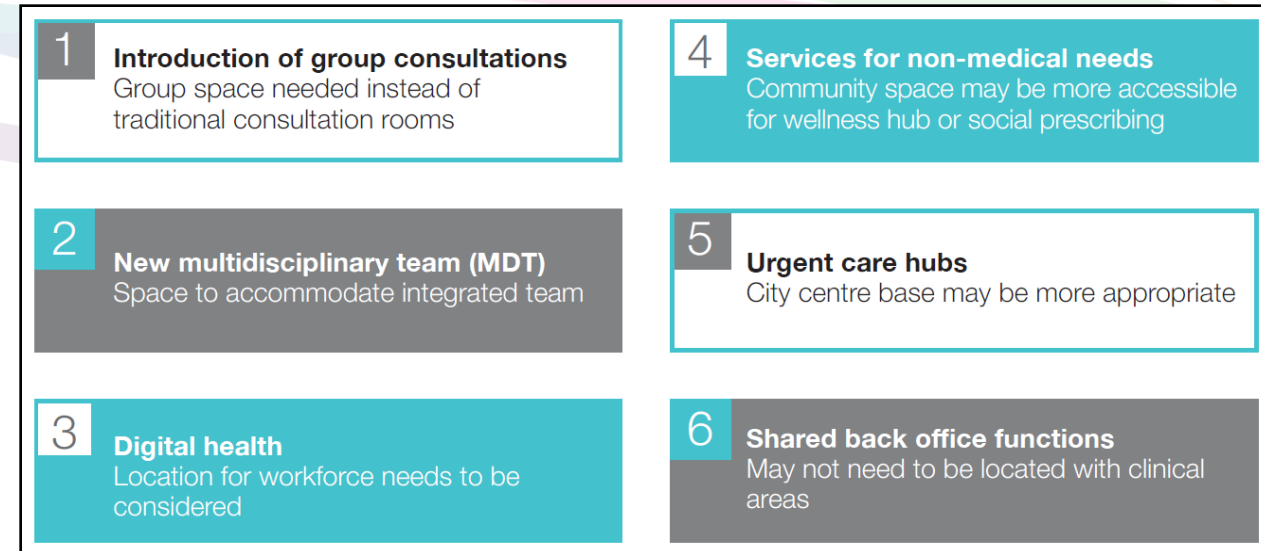 1
Introduction of group consultations
Group space needed instead of
traditional consultation rooms
2
New multidisciplinary team (MDT)
Space to accommodate integrated team
3
Digital health
Location for workforce needs to be
considered
4
Services for non-medical needs
Community space may be more accessible
for wellness hub or social prescribing
5
Urgent care hubs
City centre base may be more appropriate
6
Shared back office functions
May not need to be located with clinical
areas